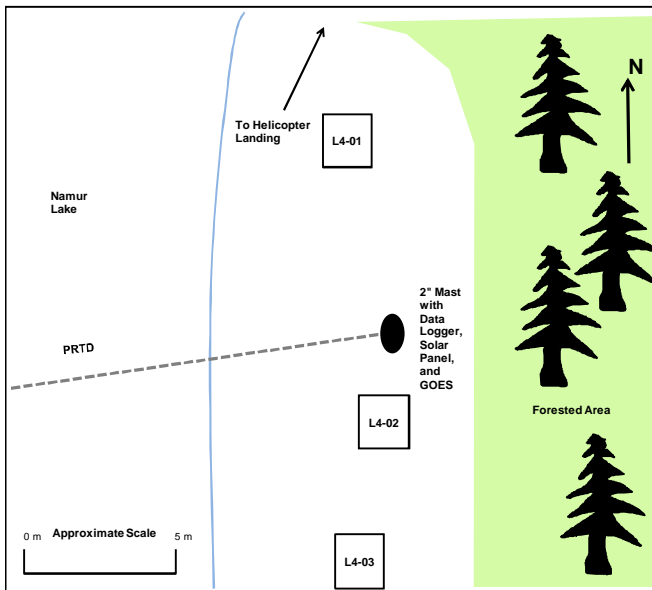 N
To Helicopter
Landing
L4-01
Namur
Lake
2" Mast
with
Data
Logger,
Solar
Panel,
and
GOES
PRTD
L4-02
Forested Area
Approximate Scale
0 m
5 m
L4-03